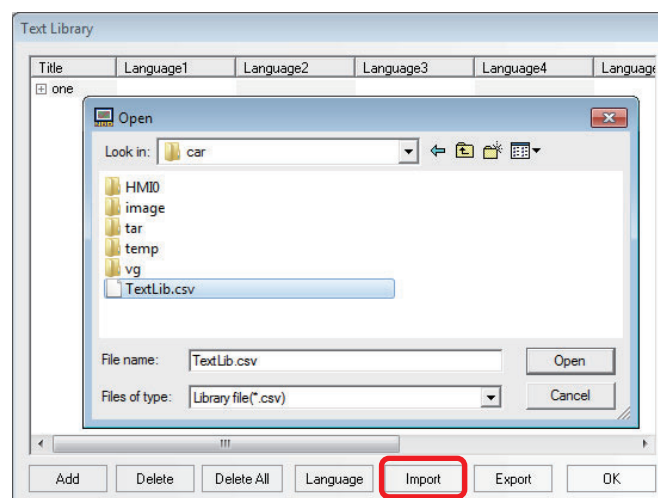 Text Library
Title Language1 Language2 Language3 Language4 Language
one
Open
Look in: car
HMI0
image
tar
temp
vg
TextLib.csv
File name: TextLib.csv Open
Files of type: Library file(*.csv) Cancel
Add Delete Delete All Language Import Export OK